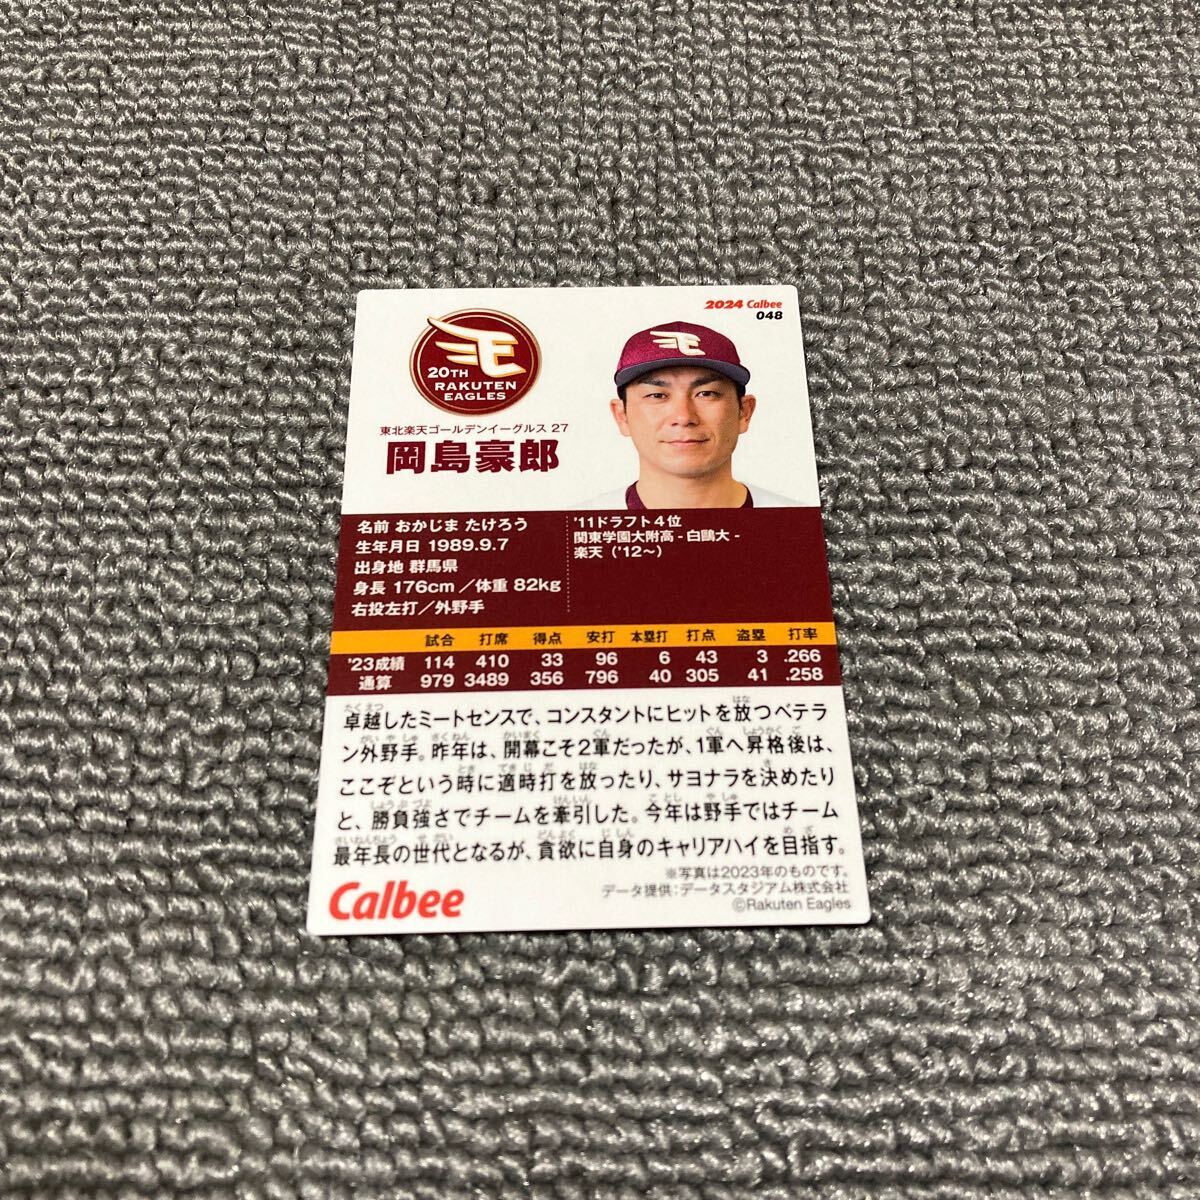 2024 Calbee
048
20TH
RAKUTEN
EAGLES
東北楽天ゴールデンイーグルス 27
岡島豪郎
名前 おかじま たけろう
生年月日 1989.9.7
出身地 群馬県
身長 176cm／体重 82kg
右投左打／外野手
'11ドラフト4位
関東学園大附高 - 白鷗大 -
楽天（'12～）
試合 打席 得点 安打 本塁打 打点 盗塁 打率
'23成績 114 410 33 96 6 43 3 .266
通算 979 3489 356 796 40 305 41 .258
卓越したミートセンスで、コンスタントにヒットを放つベテラ
ン外野手。昨年は、開幕こそ2軍だったが、1軍へ昇格後は、
ここぞという時に適時打を放ったり、サヨナラを決めたり
と、勝負強さでチームを牽引した。今年は野手ではチーム
最年長の世代となるが、貪欲に自身のキャリアハイを目指す。
※写真は2023年のものです。
データ提供：データスタジアム株式会社
©Rakuten Eagles
Calbee